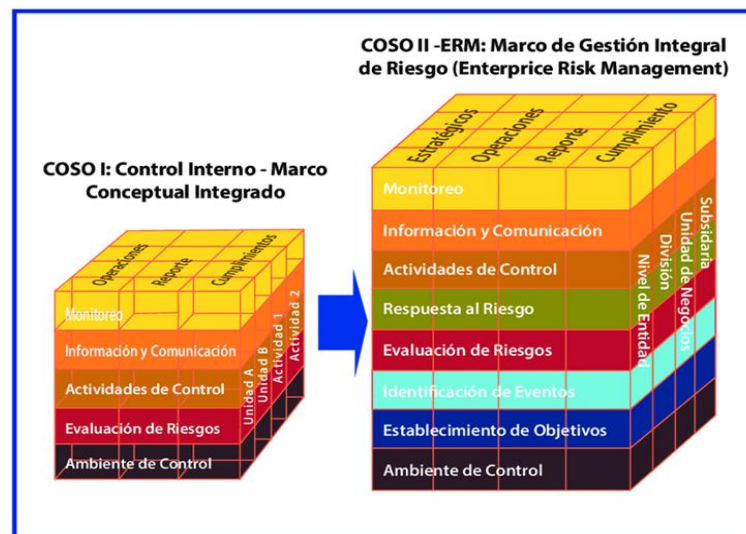 COSO II -ERM: Marco de Gestión Integral
de Riesgo (Enterprice Risk Management)
COSO I: Control Interno - Marco
Conceptual Integrado
Operaciones
Reporte
Cumplimientos
Monitoreo
Información y Comunicación
Actividades de Control
Evaluación de Riesgos
Ambiente de Control
Unidad A
Unidad B
Actividad 1
Actividad 2
Estratégicos
Operaciones
Reporte
Cumplimiento
Monitoreo
Información y Comunicación
Actividades de Control
Respuesta al Riesgo
Evaluación de Riesgos
Identificación de Eventos
Establecimiento de Objetivos
Ambiente de Control
Nivel de Entidad
División
Unidad de Negocios
Subsidaria